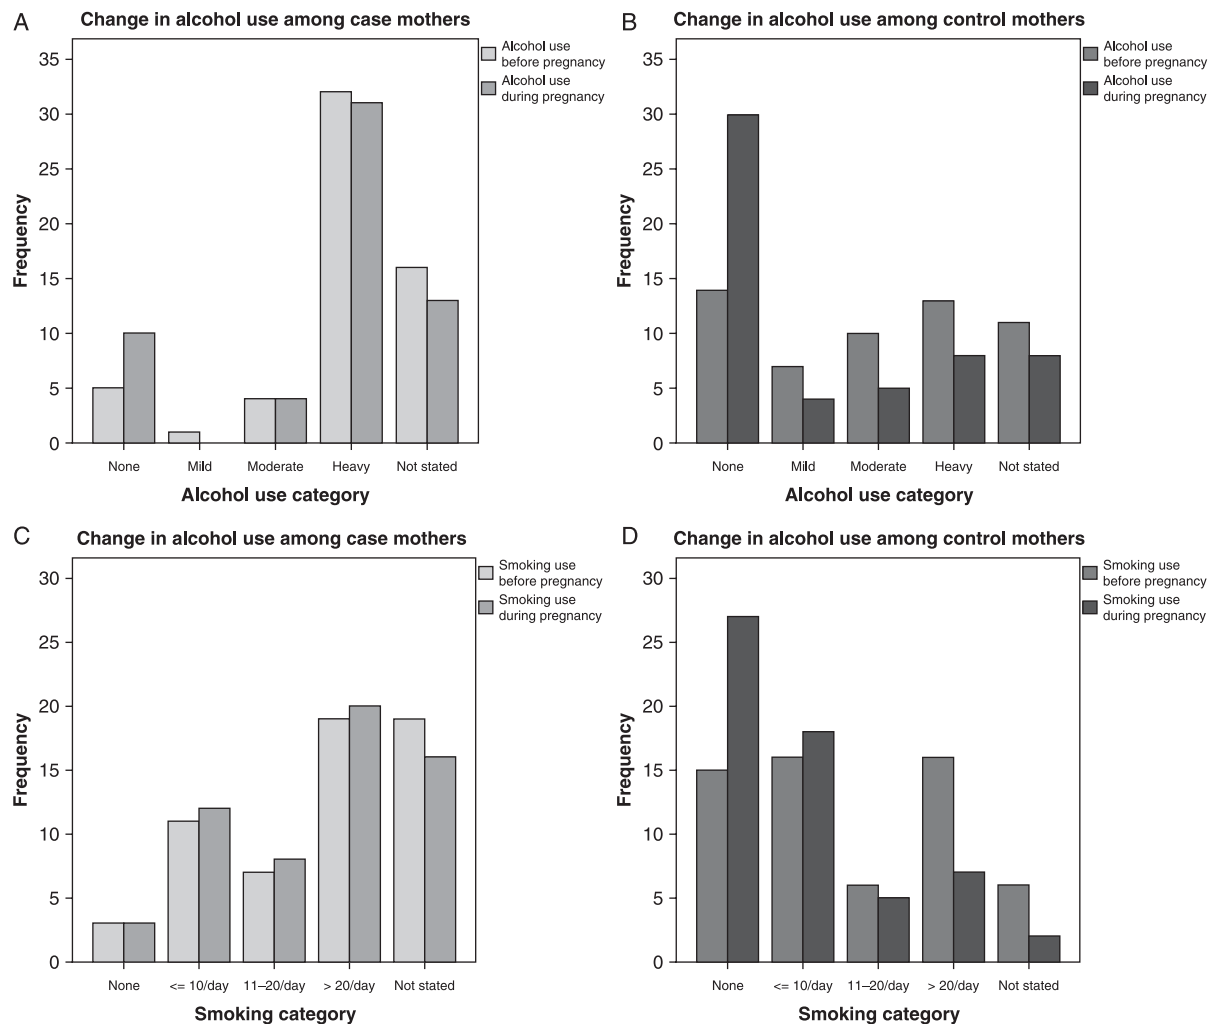 A
Change in alcohol use among case mothers
Alcohol use
before pregnancy
Alcohol use
during pregnancy
35
30
25
20
15
10
5
0
Frequency
None Mild Moderate Heavy Not stated
Alcohol use category
B
Change in alcohol use among control mothers
Alcohol use
before pregnancy
Alcohol use
during pregnancy
35
30
25
20
15
10
5
0
Frequency
None Mild Moderate Heavy Not stated
Alcohol use category
C
Change in alcohol use among case mothers
Smoking use
before pregnancy
Smoking use
during pregnancy
30
25
20
15
10
5
0
Frequency
None <= 10/day 11–20/day > 20/day Not stated
Smoking category
D
Change in alcohol use among control mothers
Smoking use
before pregnancy
Smoking use
during pregnancy
30
25
20
15
10
5
0
Frequency
None <= 10/day 11–20/day > 20/day Not stated
Smoking category